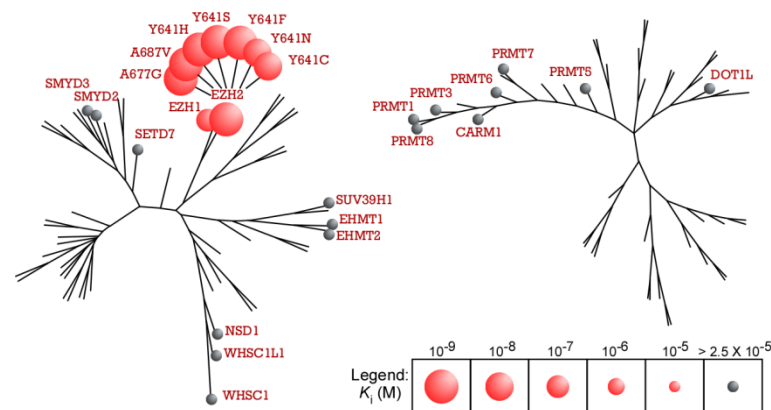 Y641S
Y641H
Y641F
A687V
Y641N
A677G
Y641C
EZH2
EZH1
SMYD3
SMYD2
SETD7
SUV39H1
EHMT1
EHMT2
NSD1
WHSC1L1
WHSC1
PRMT7
PRMT6
PRMT5
DOT1L
PRMT3
PRMT1
CARM1
PRMT8
10-9 10-8 10-7 10-6 10-5 > 2.5 X 10-5
Legend:
Ki (M)